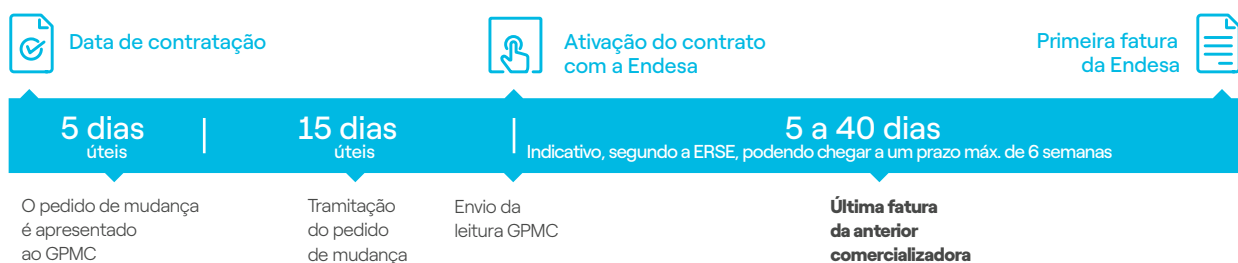 Data de contratação
Ativação do contrato
com a Endesa
Primeira fatura
da Endesa
5 dias
úteis
15 dias
úteis
5 a 40 dias
Indicativo, segundo a ERSE, podendo chegar a um prazo máx. de 6 semanas
O pedido de mudança
é apresentado
ao GPMC
Tramitação
do pedido
de mudança
Envio da
leitura GPMC
Última fatura
da anterior
comercializadora